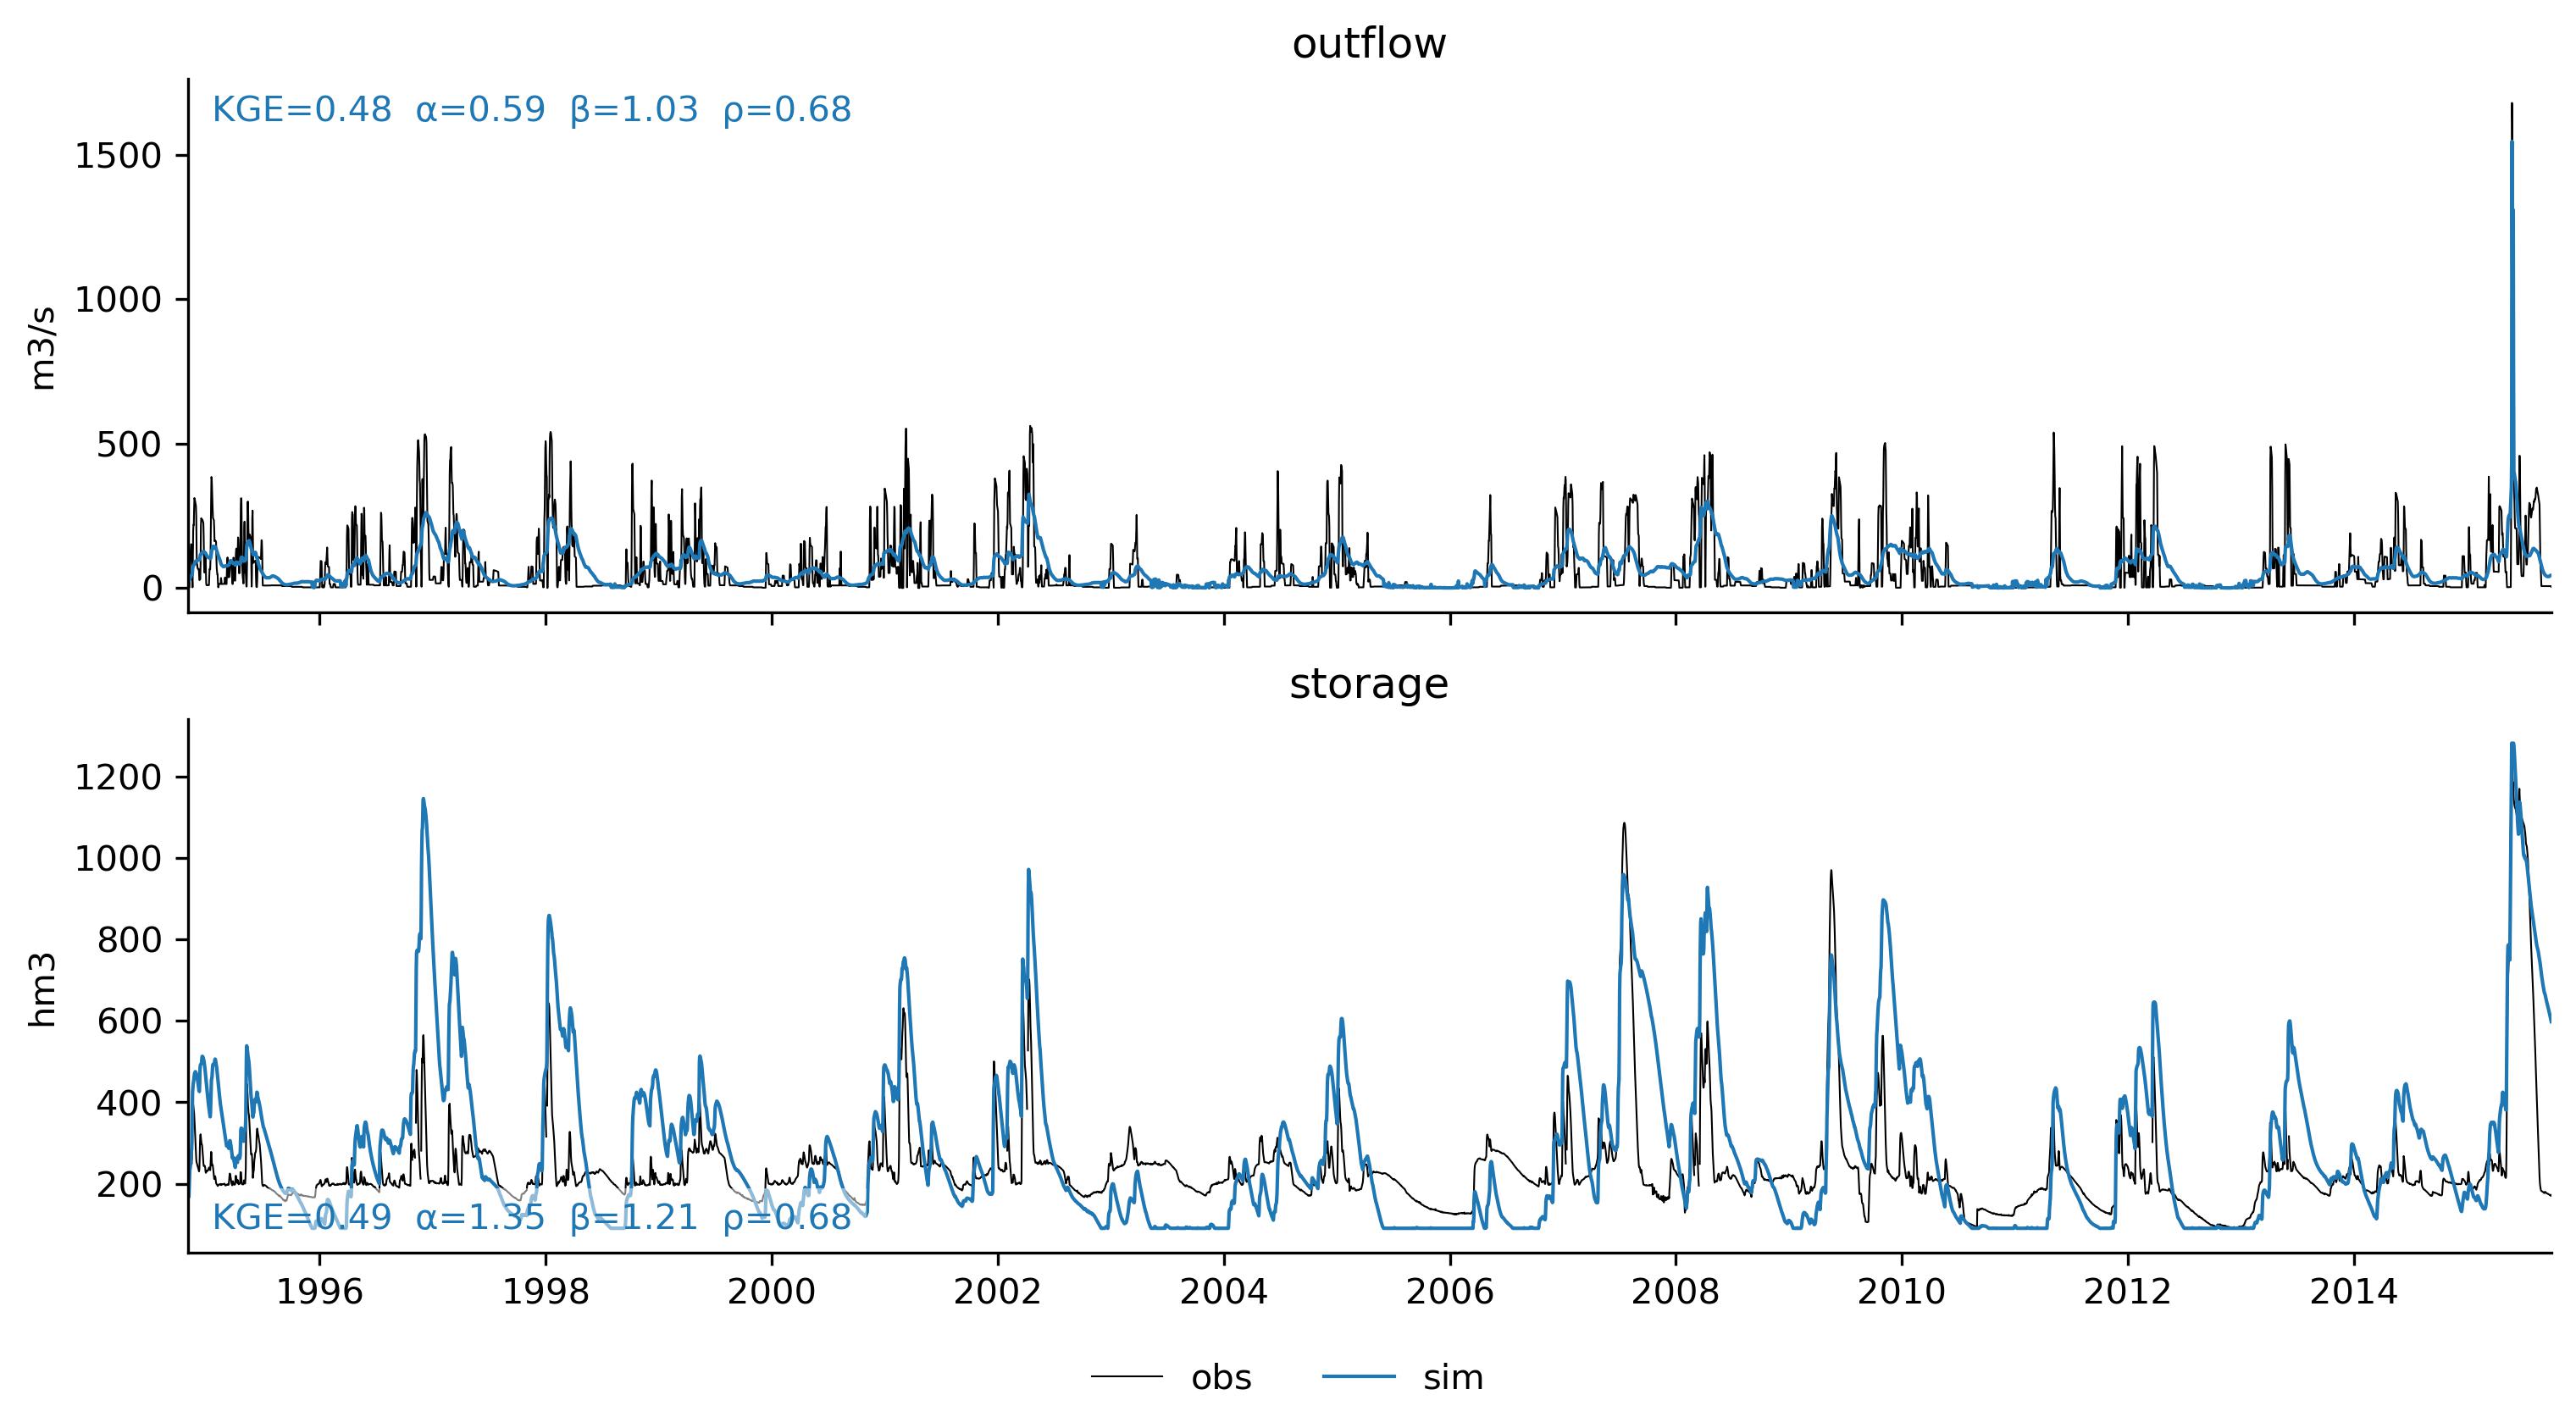 outflow
KGE=0.48  α=0.59  β=1.03  ρ=0.68
1500
1000
500
0
m3/s
storage
1200
1000
800
600
400
200
hm3
KGE=0.49  α=1.35  β=1.21  ρ=0.68
1996 1998 2000 2002 2004 2006 2008 2010 2012 2014
obs sim